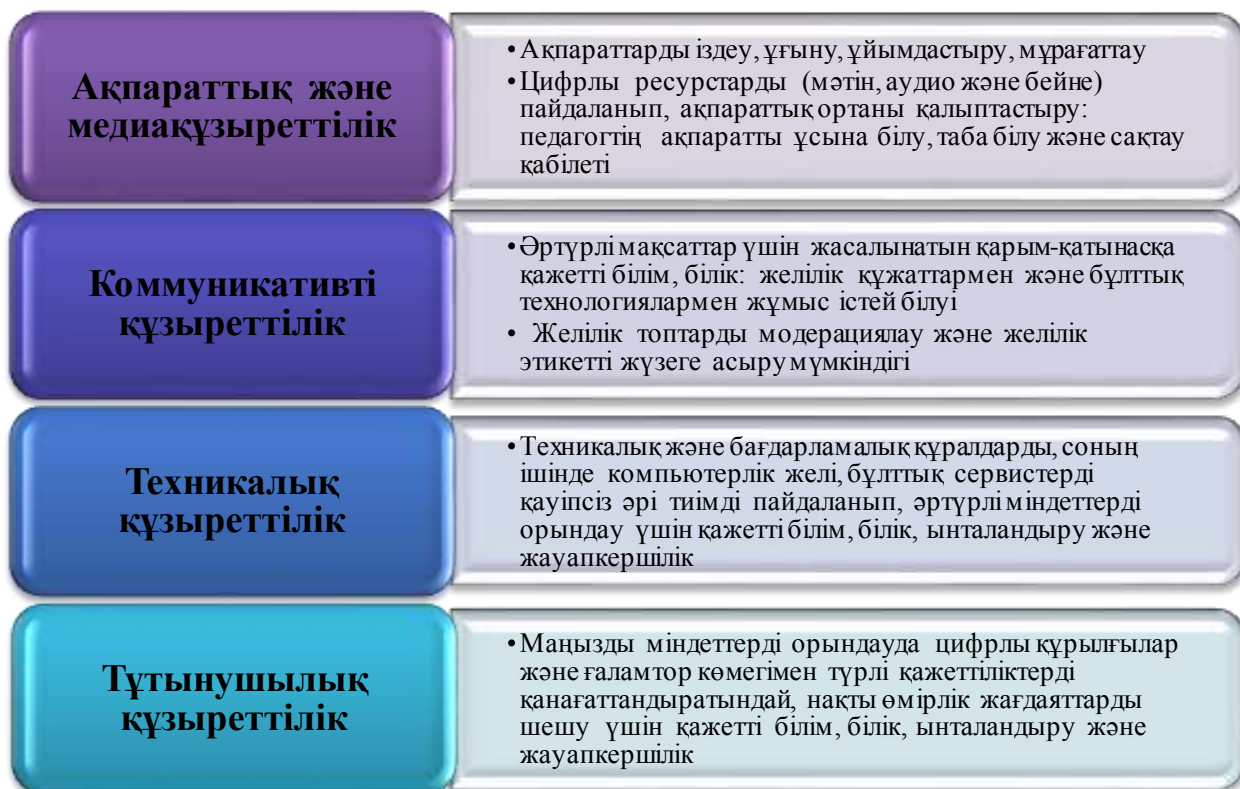 Ақпараттық және
медиақұзыреттілік
•Ақпараттарды іздеу, ұғыну, ұйымдастыру, мұрағаттау
•Цифрлы ресурстарды (мәтін, аудио және бейне)
пайдаланып, ақпараттық ортаны қалыптастыру:
педагогтің ақпаратты ұсына білу, таба білу және сақтау
қабілеті
Коммуникативті
құзыреттілік
•Әртүрлі мақсаттар үшін жасалынатын қарым-қатынасқа
қажетті білім, білік: желілік құжаттармен және бұлттық
технологиялармен жұмыс істей білуі
• Желілік топтарды модерациялау және желілік
этикетті жүзеге асыру мүмкіндігі
Техникалық
құзыреттілік
•Техникалық және бағдарламалық құралдарды, соның
ішінде компьютерлік желі, бұлттық сервистерді
қауіпсіз әрі тиімді пайдаланып, әртүрлі міндеттерді
орындау үшін қажетті білім, білік, ынталандыру және
жауапкершілік
Тұтынушылық
құзыреттілік
•Маңызды міндеттерді орындауда цифрлы құрылғылар
және ғаламтор көмегімен түрлі қажеттіліктерді
қанағаттандыратындай, нақты өмірлік жағдаяттарды
шешу үшін қажетті білім, білік, ынталандыру және
жауапкершілік